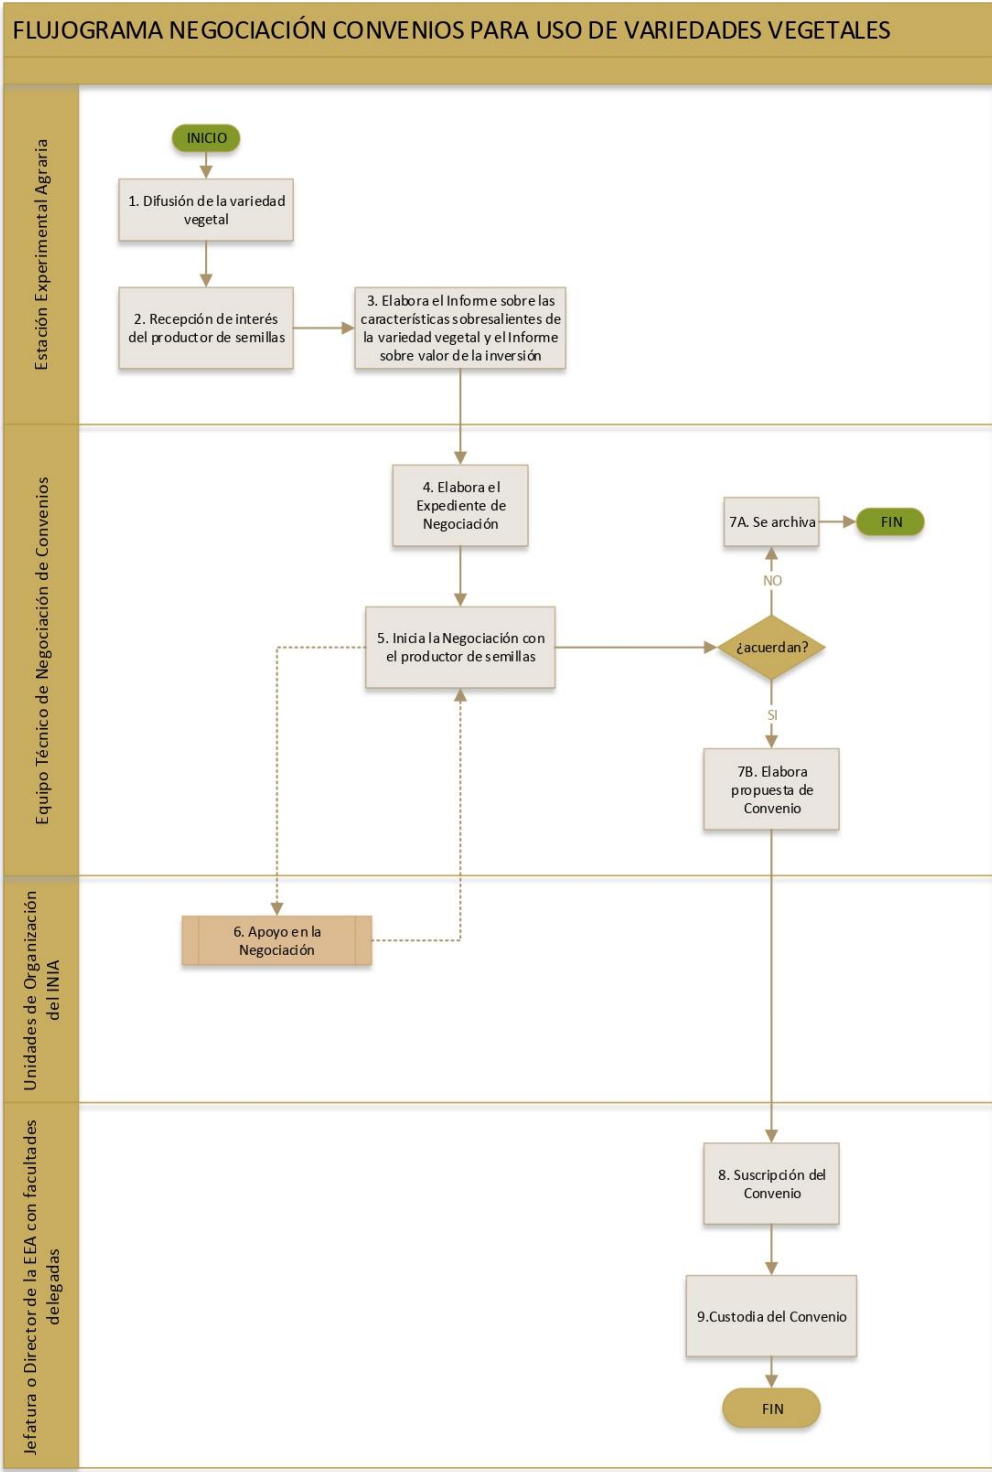 FLUJOGRAMA NEGOCIACIÓN CONVENIOS PARA USO DE VARIEDADES VEGETALES
Estación Experimental Agraria
INICIO
1. Difusión de la variedad
vegetal
2. Recepción de interés
del productor de semillas
3. Elabora el Informe sobre las
características sobresalientes de
la variedad vegetal y el Informe
sobre valor de la inversión
Equipo Técnico de Negociación de Convenios
4. Elabora el
Expediente de
Negociación
7A. Se archiva
FIN
NO
5. Inicia la Negociación con
el productor de semillas
¿acuerdan?
SI
7B. Elabora
propuesta de
Convenio
Unidades de Organización
del INIA
6. Apoyo en la
Negociación
Jefatura o Director de la EEA con facultades
delegadas
8. Suscripción del
Convenio
9.Custodia del Convenio
FIN